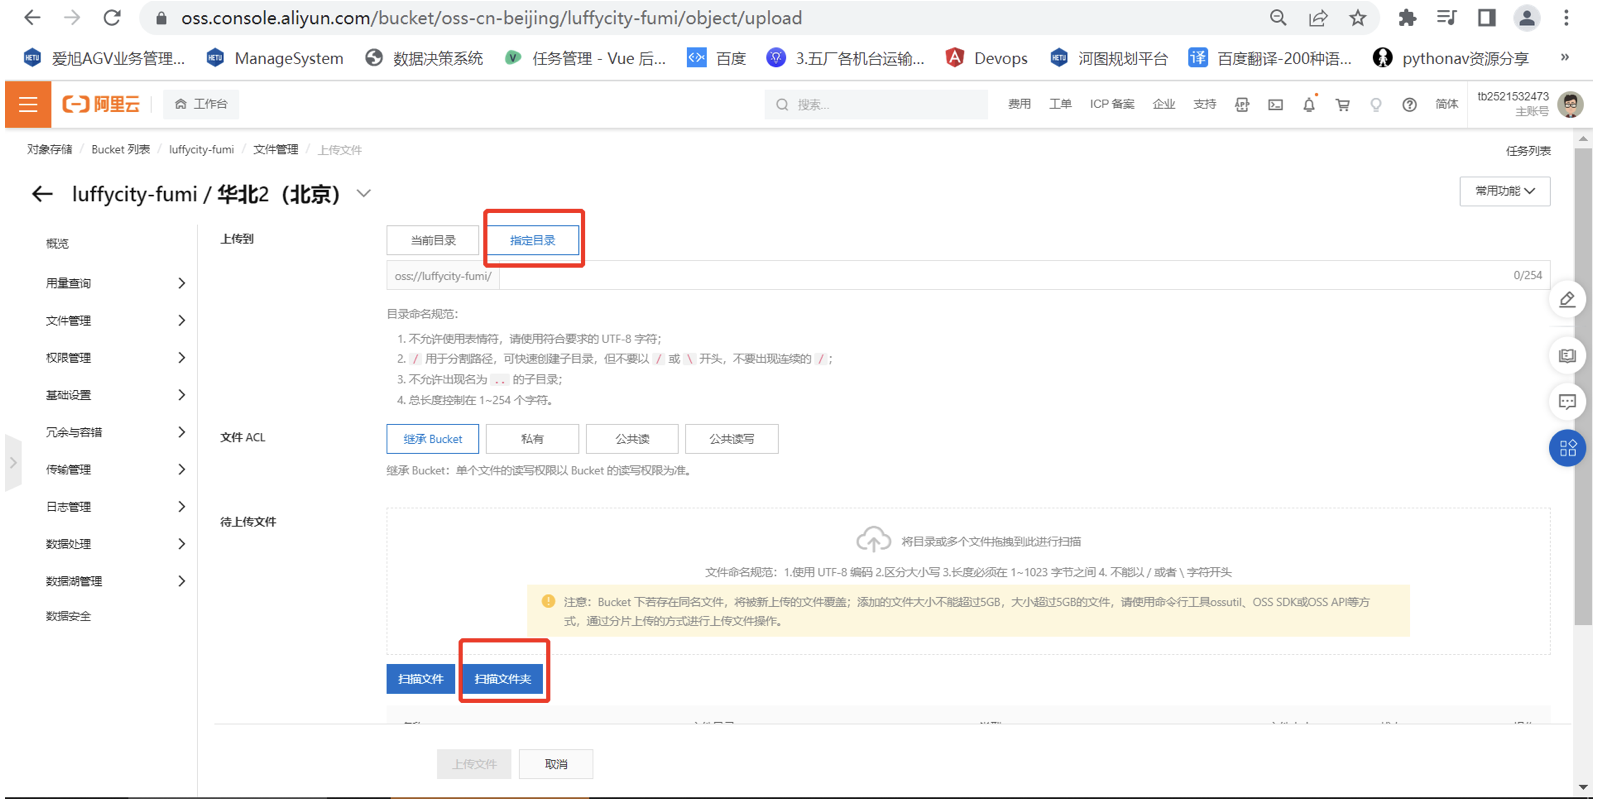 oss.console.aliyun.com/bucket/oss-cn-beijing/luffycity-fumi/object/upload
爱旭AGV业务管理... ManageSystem 数据决策系统 任务管理 - Vue 后... 百度 3.五厂各机台运输... Devops 河图规划平台 译 百度翻译-200种语... pythonav资源分享 »
阿里云 工作台 搜索... 费用 工单 ICP 备案 企业 支持 简体 tb2521532473
主账号
对象存储 / Bucket 列表 / luffycity-fumi / 文件管理 / 上传文件 任务列表
luffycity-fumi / 华北2（北京） 常用功能
上传到 当前目录 指定目录
概览
oss://luffycity-fumi/ 0/254
用量查询
目录命名规范：
文件管理
1. 不允许使用表情符，请使用符合要求的 UTF-8 字符；
2. / 用于分割路径，可快速创建子目录，但不要以 / 或 \ 开头，不要出现连续的 / ；
权限管理
3. 不允许出现名为 .. 的子目录；
基础设置
4. 总长度控制在 1~254 个字符。
冗余与容错
文件 ACL 继承 Bucket 私有 公共读 公共读写
传输管理
继承 Bucket：单个文件的读写权限以 Bucket 的读写权限为准。
日志管理
待上传文件
数据处理
将目录或多个文件拖拽到此进行扫描
数据湖管理
文件命名规范：1.使用 UTF-8 编码 2.区分大小写 3.长度必须在 1~1023 字节之间 4. 不能以 / 或者 \ 字符开头
注意：Bucket 下若存在同名文件，将被新上传的文件覆盖；添加的文件大小不能超过5GB，大小超过5GB的文件，请使用命令行工具ossutil、OSS SDK或OSS API等方
式，通过分片上传的方式进行上传文件操作。
数据安全
扫描文件 扫描文件夹
上传文件 取消